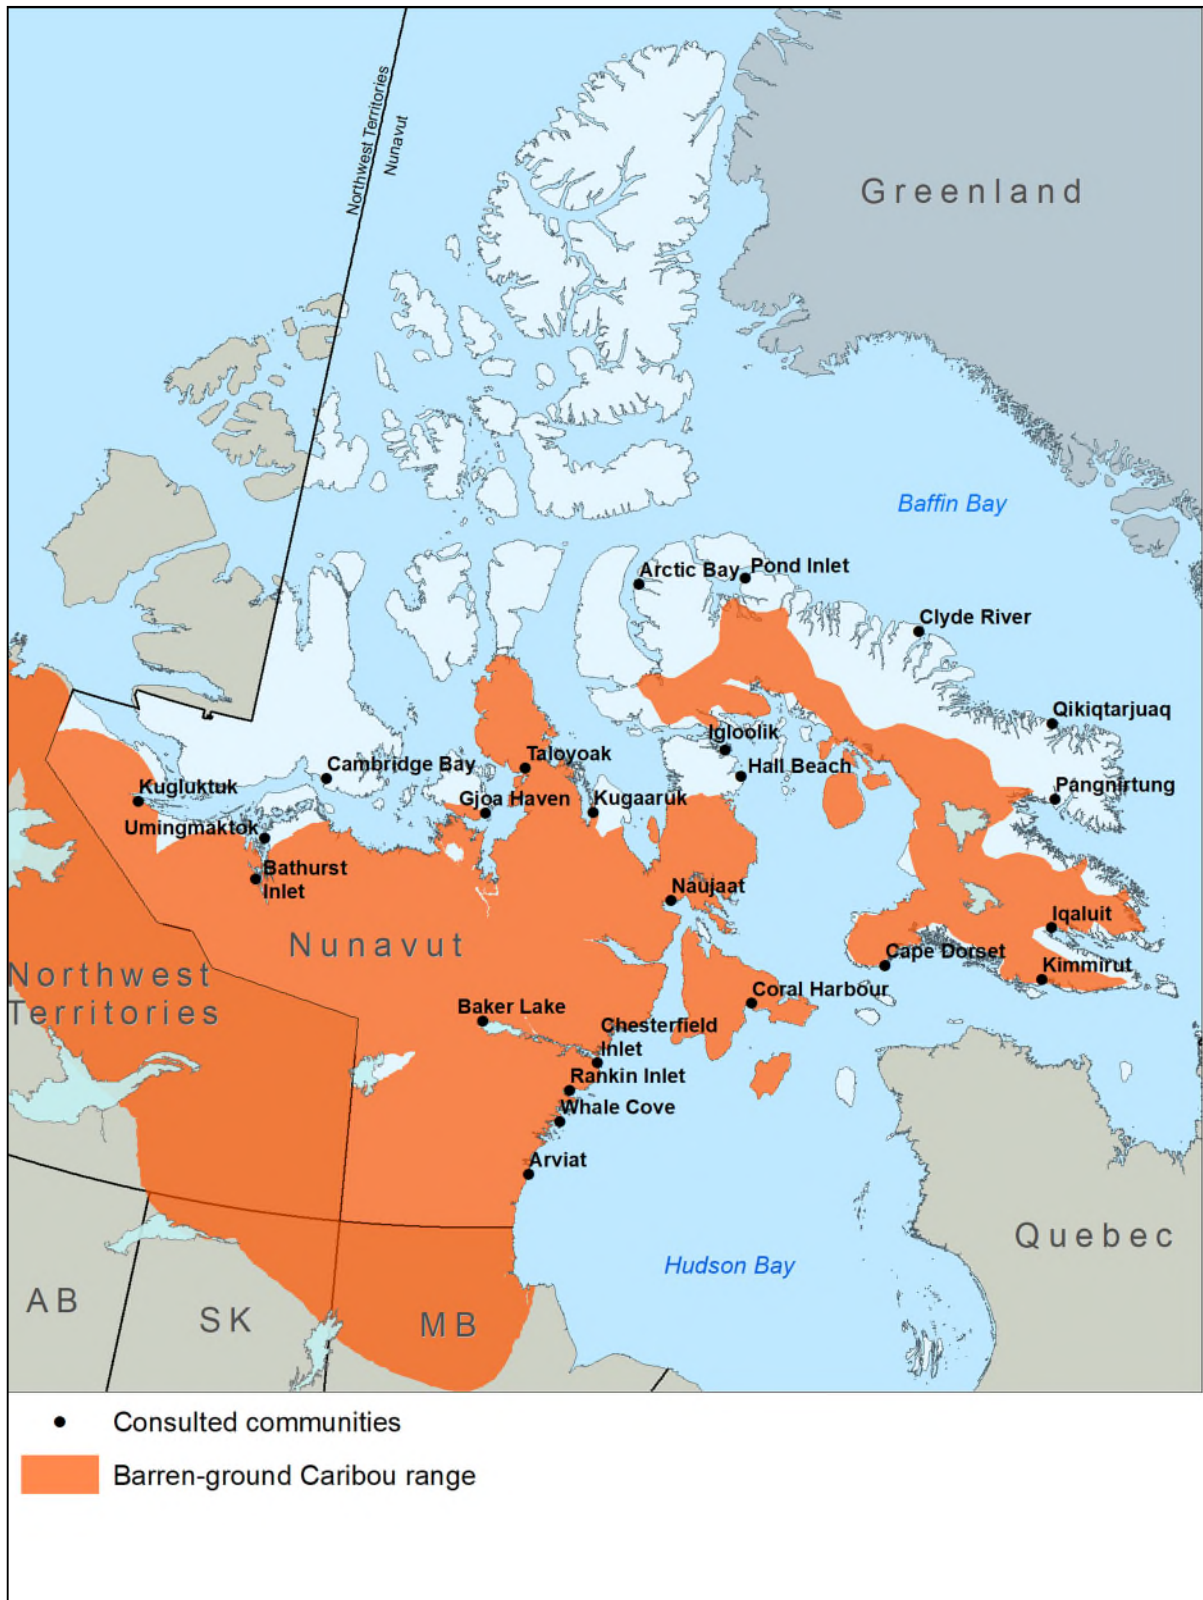 Northwest Territories
Nunavut
Greenland
Baffin Bay
Arctic Bay
Pond Inlet
Clyde River
Qikiqtarjuaq
Igloolik
Taloyoak
Cambridge Bay
Hall Beach
Kugluktuk
Pangnirtung
Gjoa Haven
Kugaaruk
Umingmaktok
Bathurst
Inlet
Naujaat
Iqaluit
Nunavut
Cape Dorset
Kimmirut
Northwest
Territories
Coral Harbour
Baker Lake
Chesterfield
Inlet
Rankin Inlet
Whale Cove
Arviat
Quebec
Hudson Bay
AB
SK
MB
Consulted communities
Barren-ground Caribou range